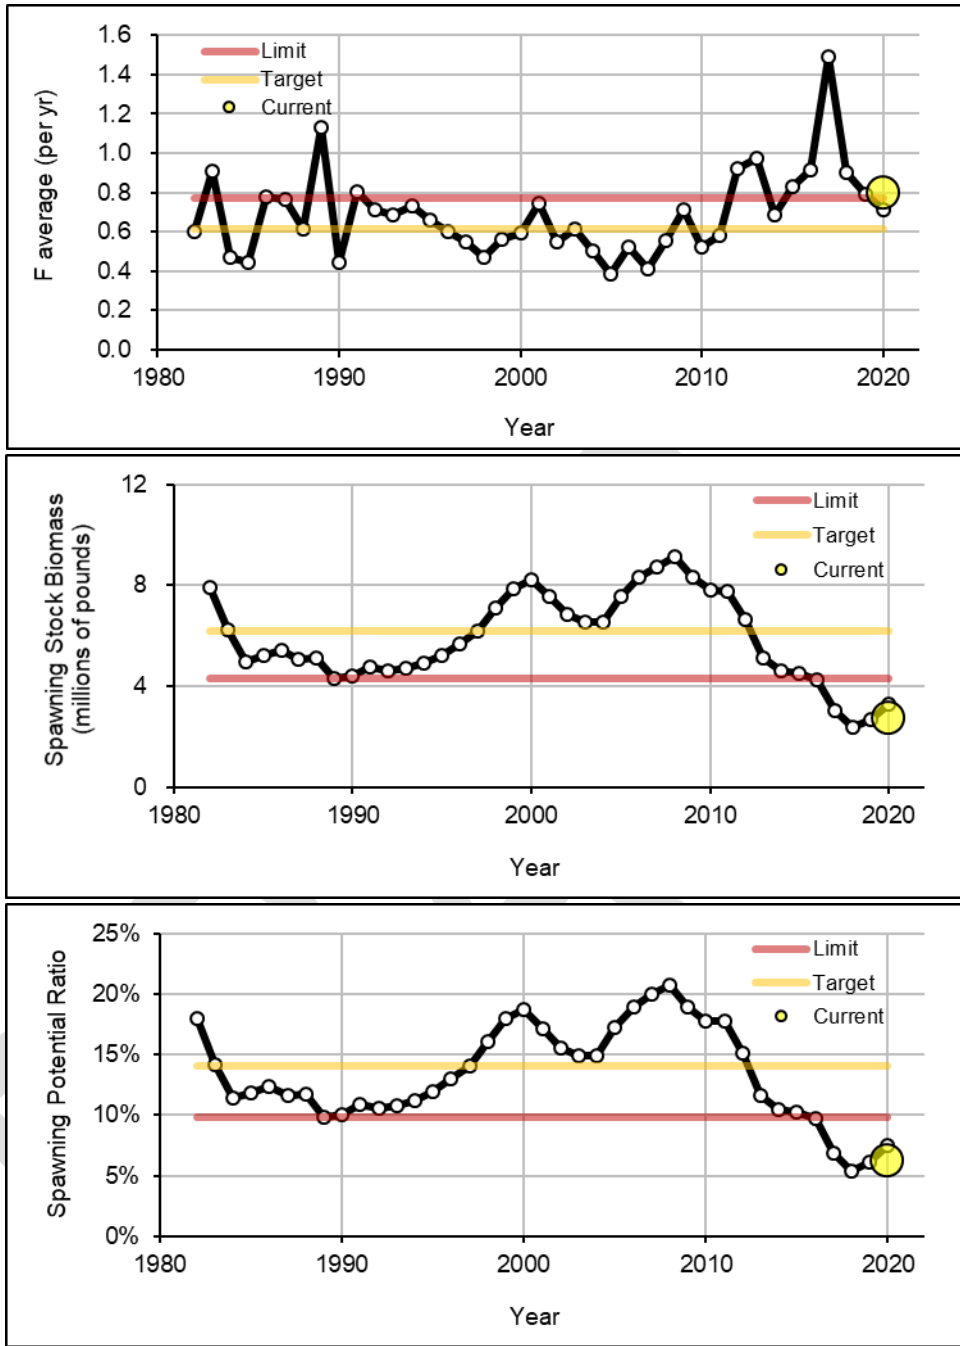 1.6
Limit
1.4
Target
1.2
Current
1.0
0.8
0.6
0.4
0.2
0.0
F average (per yr)
1980 1990 2000 2010 2020
Year
12
Limit
Target
Current
8
4
0
Spawning Stock Biomass
(millions of pounds)
1980 1990 2000 2010 2020
Year
25%
Limit
20%
Target
Current
15%
10%
5%
0%
Spawning Potential Ratio
1980 1990 2000 2010 2020
Year